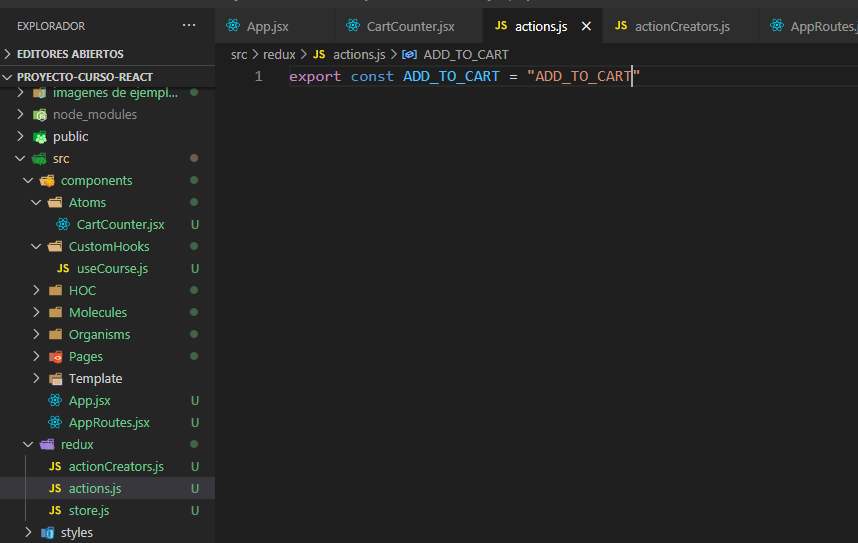 EXPLORADOR ···
App.jsx CartCounter.jsx JS actions.js JS actionCreators.js AppRoutes.j
EDITORES ABIERTOS
src > redux > JS actions.js > ADD_TO_CART
PROYECTO-CURSO-REACT
1 export const ADD_TO_CART = "ADD_TO_CART"
imagenes de ejempl...
node_modules
public
src
components
Atoms
CartCounter.jsx U
CustomHooks
JS useCourse.js U
HOC
Molecules
Organisms
Pages
Template
App.jsx U
AppRoutes.jsx U
redux
JS actionCreators.js U
JS actions.js U
JS store.js U
styles